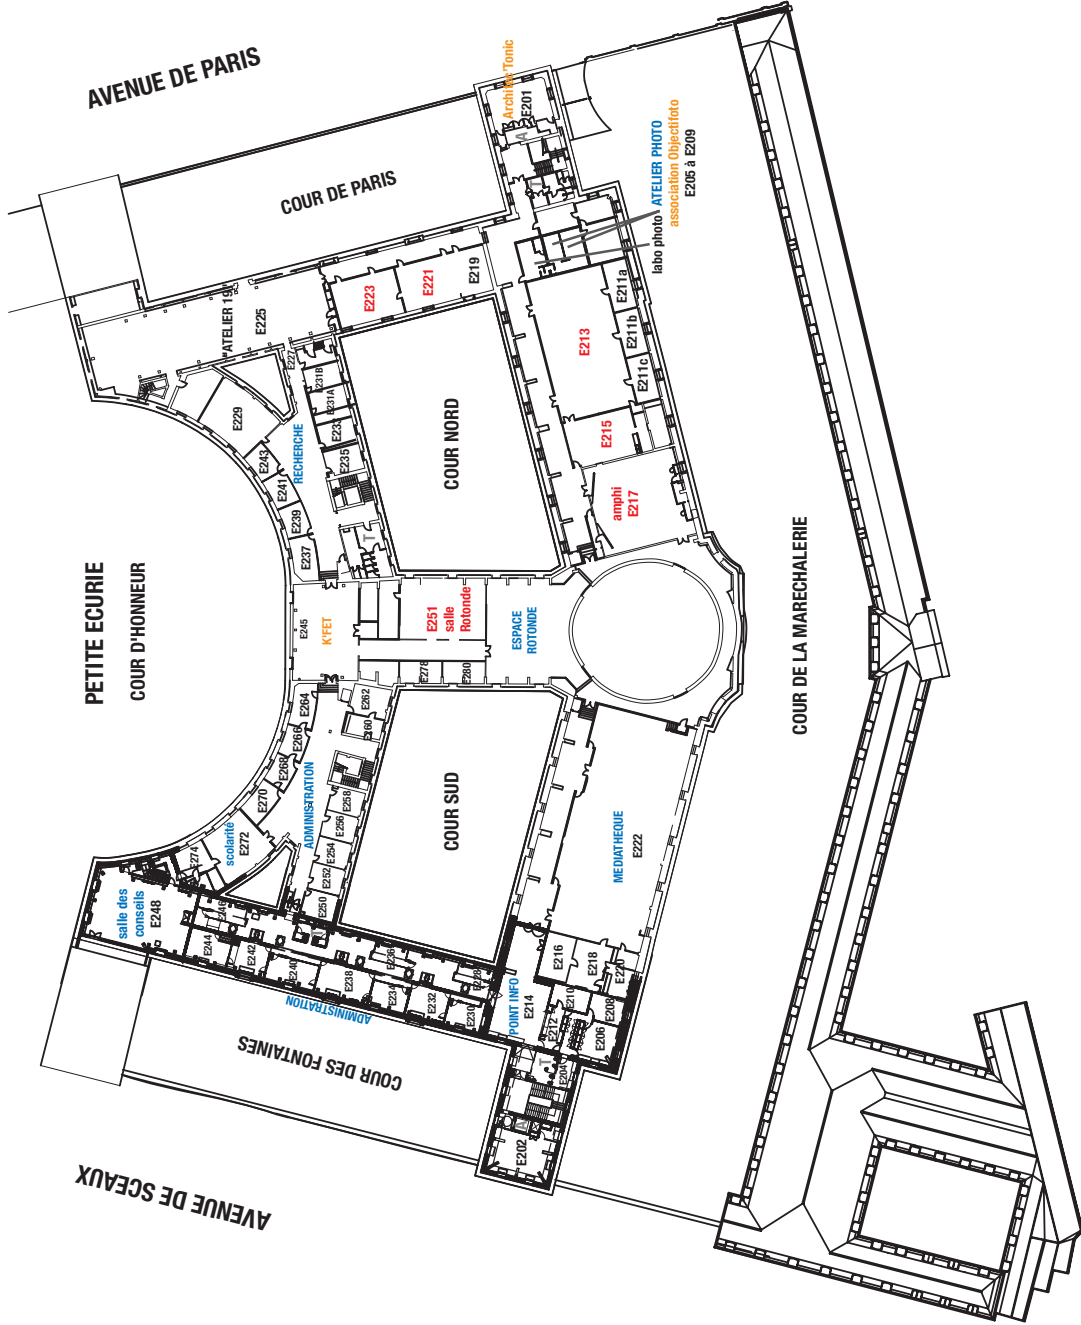 AVENUE DE PARIS
COUR DE PARIS
Architec'Tonic
E201
A
T
labo photo - ATELIER PHOTO
association Objectifoto
E205 à E209
PETITE ECURIE
COUR D'HONNEUR
E225
E223
E221
E219
E227
E229
E231B
E231A
E233
E235
RECHERCHE
E243
E241
E239
E237
T
COUR NORD
E211a
E211b
E211c
E213
E215
amphi
E217
E245
K'FET
E251
salle
Rotonde
ESPACE
ROTONDE
E278
E280
COUR DE LA MARECHALERIE
E264
E262
E260
E266
E268
E270
ADMINISTRATION
E258
E256
E254
E252
E250
scolarité
E272
E274
salle des
conseils
E248
E246
E244
E242
E240
E238
E236
E234
E232
E230
E228
ADMINISTRATION
COUR SUD
MEDIATHEQUE
E222
E216
E218
E220
POINT INFO
E214
E212
E210
E208
E206
E204
T
A
E202
COUR DES FONTAINES
AVENUE DE SCEAUX